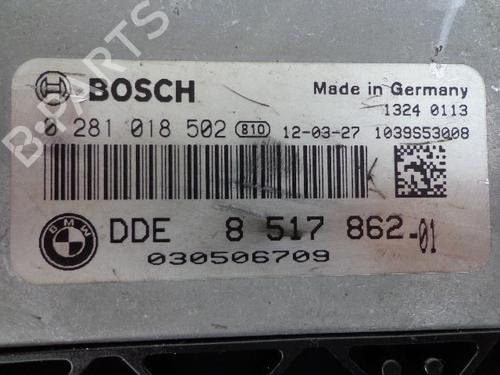 B-PARTS
BOSCH
Made in Germany
1324 0113
0 281 018 502 810 12-03-27 1039S53008
BMW
DDE 8 517 862-01
030506709